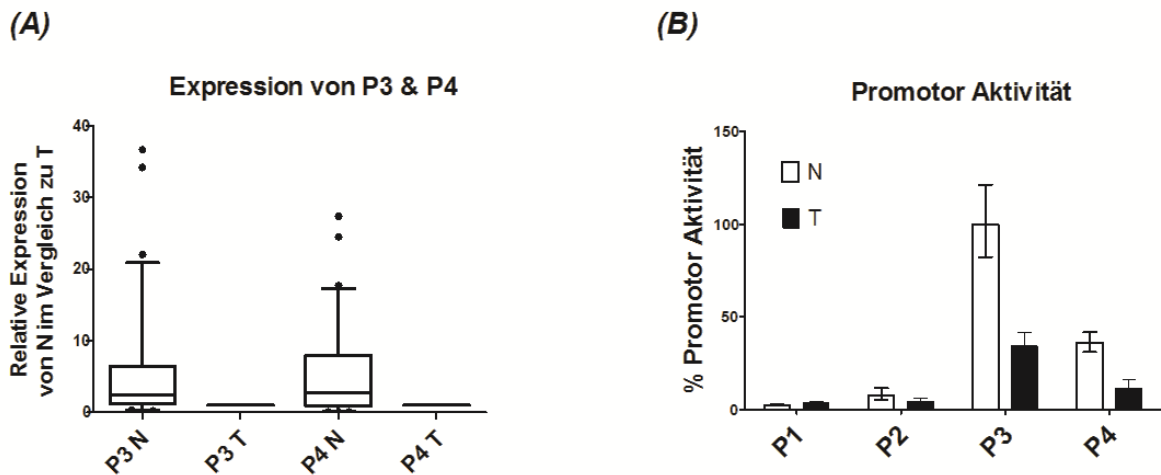 (A)
Expression von P3 & P4
Relative Expression
von N im Vergleich zu T
40
30
20
10
0
P3 N
P3 T
P4 N
P4 T
(B)
Promotor Aktivität
% Promotor Aktivität
150
100
50
0
N
T
P1
P2
P3
P4